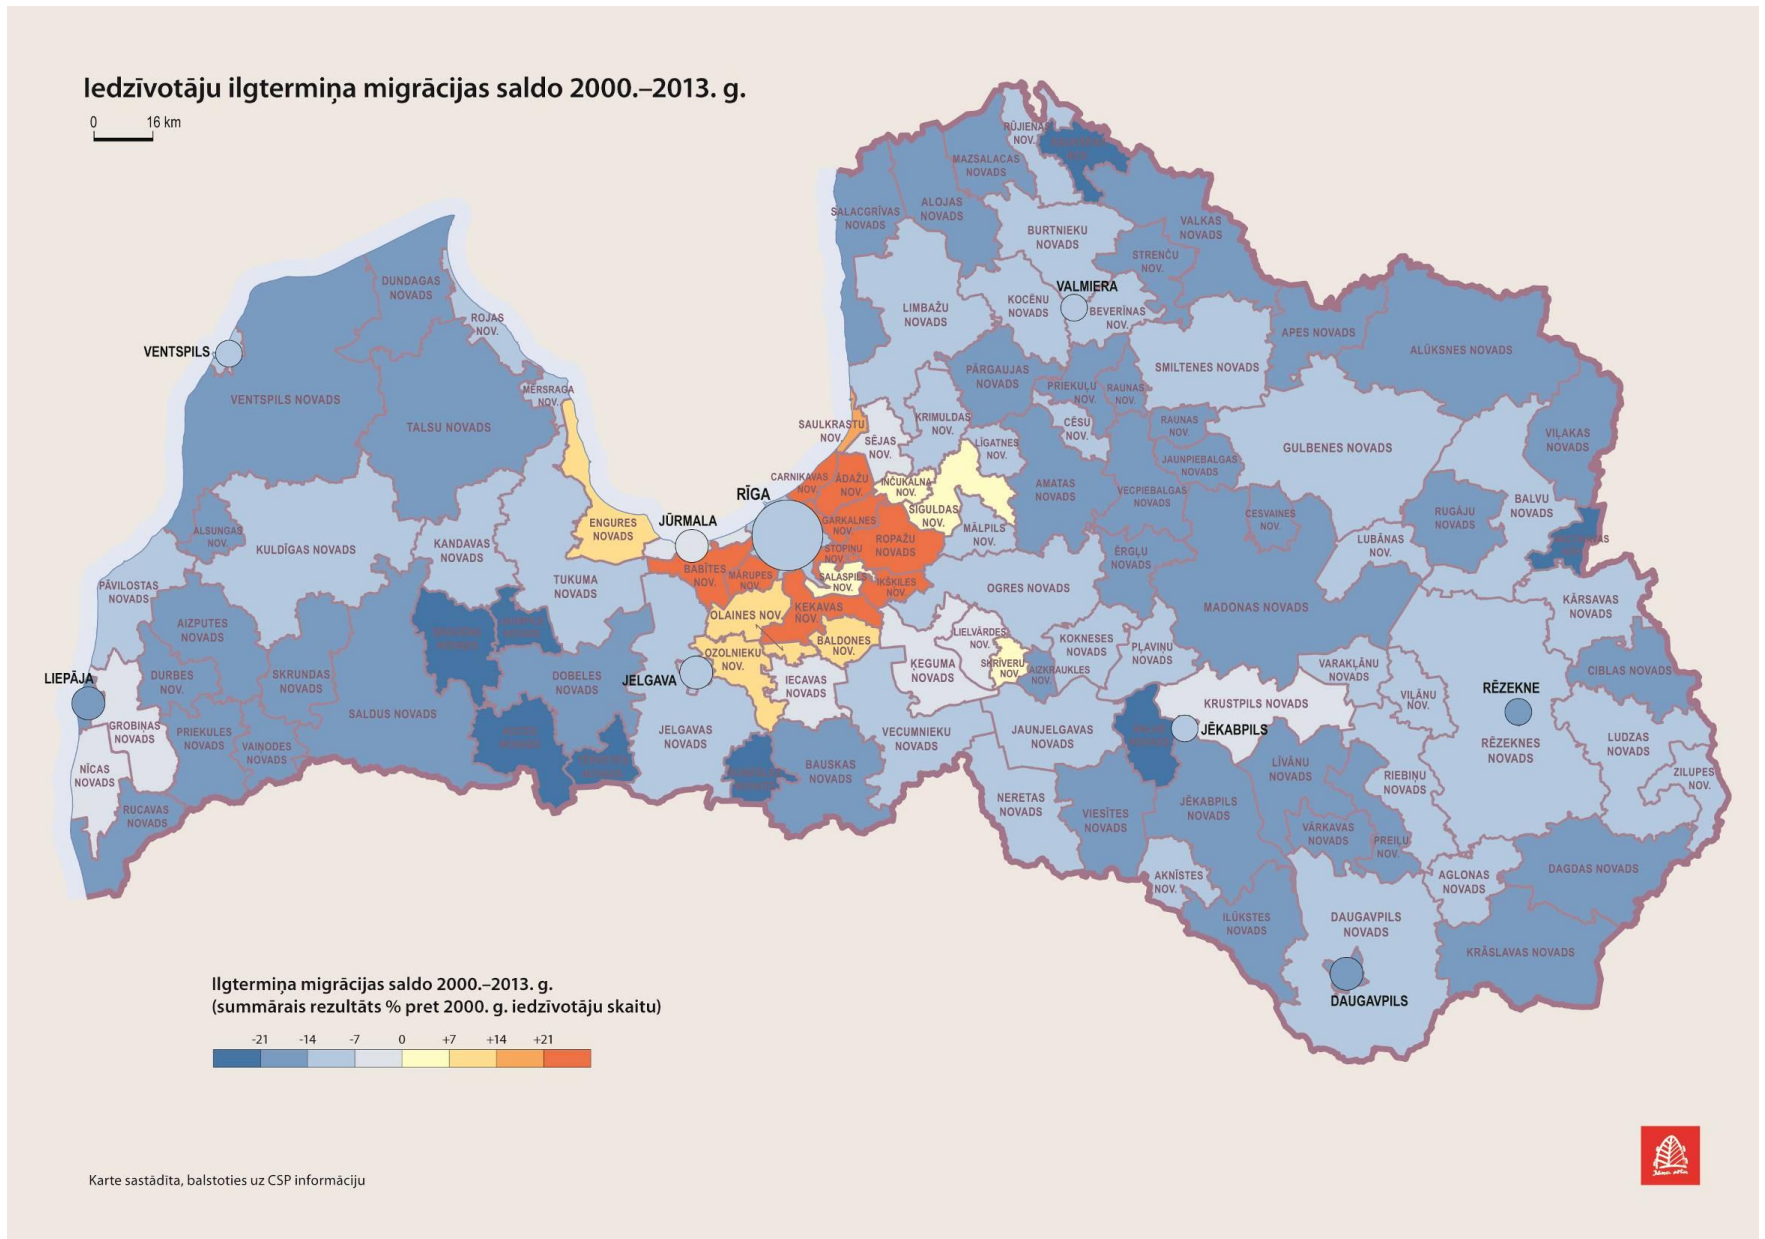 Iedzīvotāju ilgtermiņa migrācijas saldo 2000.–2013. g.
0 16 km
RŪJIENAS
NOV.
MAZSALACAS
NOVADS
ALOJAS
NOVADS
SALACGRĪVAS
NOVADS
VALKAS
NOVADS
BURTNIEKU
NOVADS
STRENČU
NOV.
DUNDAGAS
NOVADS
ROJAS
NOV.
VALMIERA
KOCĒNU
NOVADS
LIMBAŽU
NOVADS
BEVERĪNAS
NOV.
APES NOVADS
ALŪKSNES NOVADS
VENTSPILS
SMILTENES NOVADS
PĀRGAUJAS
NOVADS
PRIEKUĻU
NOV.
RAUNAS
NOV.
MĒRSRAGA
NOV.
VENTSPILS NOVADS
TALSU NOVADS
SAULKRASTU
NOV.
KRIMULDAS
NOV.
CĒSU
NOV.
RAUNAS
NOV.
SĒJAS
NOV.
LĪGATNES
NOV.
GULBENES NOVADS
VIĻAKAS
NOVADS
JAUNPIEBALGAS
NOVADS
CARNIKAVAS
NOV.
ĀDAŽU
NOV.
INČUKALNA
NOV.
AMATAS
NOVADS
VECPIEBALGAS
NOVADS
RĪGA
SIGULDAS
NOV.
BALVU
NOVADS
RUGĀJU
NOVADS
CESVAINES
NOV.
JŪRMALA
ENGURES
NOVADS
GARKALNES
NOV.
MĀLPILS
NOV.
ALSUNGAS
NOV.
ROPAŽU
NOVADS
LUBĀNAS
NOV.
KULDĪGAS NOVADS
KANDAVAS
NOVADS
STOPIŅU
NOV.
ĒRGĻU
NOVADS
BABĪTES
NOV.
MĀRUPES
NOV.
SALASPILS
NOV.
IKŠĶILES
NOV.
TUKUMA
NOVADS
PĀVILOSTAS
NOVADS
OGRES NOVADS
MADONAS NOVADS
KĀRSAVAS
NOVADS
OLAINES NOV.
ĶEKAVAS
NOV.
AIZPUTES
NOVADS
LIELVĀRDES
NOV.
BALDONES
NOV.
KOKNESES
NOVADS
PĻAVIŅU
NOVADS
OZOLNIEKU
NOV.
ĶEGUMA
NOVADS
SKRĪVERU
NOV.
AIZKRAUKLES
NOV.
VARAKĻĀNU
NOVADS
CIBLAS NOVADS
LIEPĀJA
DURBES
NOV.
SKRUNDAS
NOVADS
DOBELES
NOVADS
JELGAVA
IECAVAS
NOVADS
RĒZEKNE
VIĻĀNU
NOV.
KRUSTPILS NOVADS
SALDUS NOVADS
GROBIŅAS
NOVADS
PRIEKULES
NOVADS
VAIŅODES
NOVADS
JELGAVAS
NOVADS
VECUMNIEKU
NOVADS
JAUNJELGAVAS
NOVADS
JĒKABPILS
RĒZEKNES
NOVADS
LUDZAS
NOVADS
NĪCAS
NOVADS
BAUSKAS
NOVADS
LĪVĀNU
NOVADS
RIEBIŅU
NOVADS
ZILUPES
NOV.
RUCAVAS
NOVADS
NERETAS
NOVADS
VIESĪTES
NOVADS
JĒKABPILS
NOVADS
VĀRKAVAS
NOVADS
PREIĻU
NOV.
AKNĪSTES
NOV.
AGLONAS
NOVADS
DAGDAS NOVADS
ILŪKSTES
NOVADS
DAUGAVPILS
NOVADS
KRĀSLAVAS NOVADS
DAUGAVPILS
Ilgtermiņa migrācijas saldo 2000.–2013. g.
(summārais rezultāts % pret 2000. g. iedzīvotāju skaitu)
-21 -14 -7 0 +7 +14 +21
Karte sastādīta, balstoties uz CSP informāciju